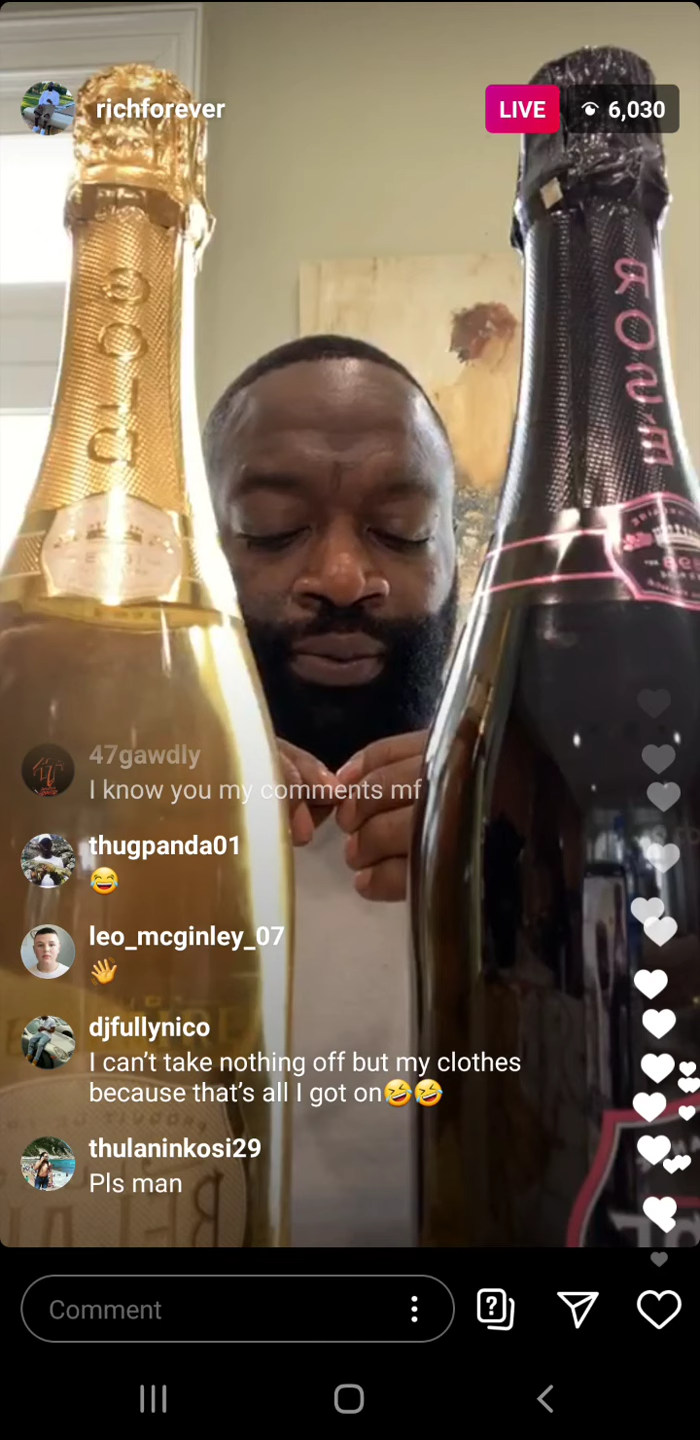 richforever
LIVE
6,030
GOLD
ROSE
47gawdly
I know you my comments mf
thugpanda01
😂
leo_mcginley_07
👋
djfullynico
I can't take nothing off but my clothes
because that's all I got on🤣🤣
thulaninkosi29
Pls man
Comment